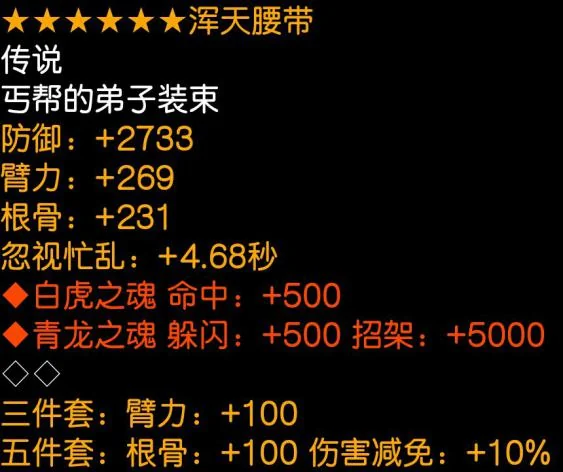 ★★★★★★浑天腰带
传说
丐帮的弟子装束
防御：+2733
臂力：+269
根骨：+231
忽视忙乱：+4.68秒
◆白虎之魂 命中：+500
◆青龙之魂 躲闪：+500 招架：+5000
◇◇
三件套：臂力：+100
五件套：根骨：+100 伤害减免：+10%